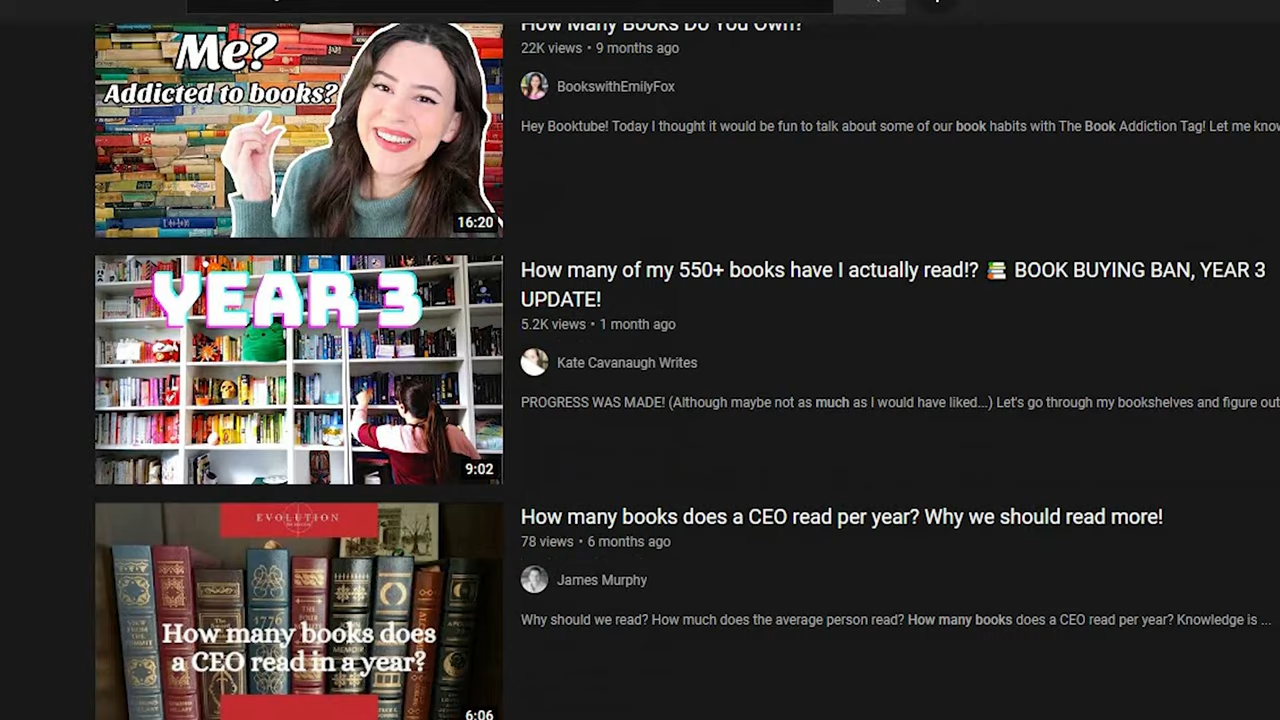 How Many Books Do You Own?
22K views • 9 months ago
BookswithEmilyFox
Hey Booktube! Today I thought it would be fun to talk about some of our book habits with The Book Addiction Tag! Let me know
Me?
Addicted to books?
16:20
How many of my 550+ books have I actually read!? 📚 BOOK BUYING BAN, YEAR 3
UPDATE!
5.2K views • 1 month ago
Kate Cavanaugh Writes
PROGRESS WAS MADE! (Although maybe not as much as I would have liked...) Let's go through my bookshelves and figure out
YEAR 3
9:02
How many books does a CEO read per year? Why we should read more!
78 views • 6 months ago
James Murphy
Why should we read? How much does the average person read? How many books does a CEO read per year? Knowledge is ...
EVOLUTION
VIEW
FROM THE
SUMMIT
1776
THE
MEMOIR
How many books does
a CEO read in a year?
6:06